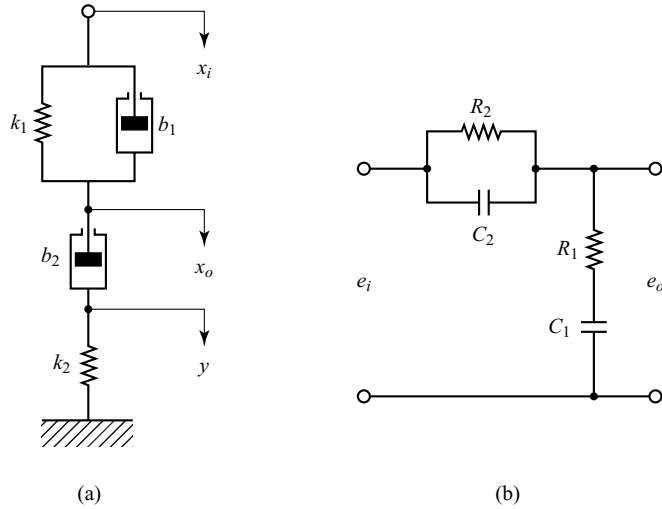 x_i
k_1
b_1
b_2
x_o
k_2
y
(a)
R_2
C_2
R_1
e_i
e_o
C_1
(b)